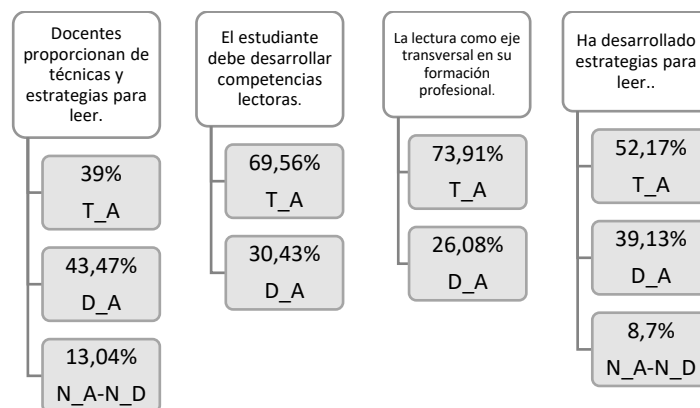 Docentes
proporcionan de
técnicas y
estrategias para
leer.
39%
T_A
43,47%
D_A
13,04%
N_A-N_D
El estudiante
debe desarrollar
competencias
lectoras.
69,56%
T_A
30,43%
D_A
La lectura como eje
transversal en su
formación
profesional.
73,91%
T_A
26,08%
D_A
Ha desarrollado
estrategias para
leer..
52,17%
T_A
39,13%
D_A
8,7%
N_A-N_D